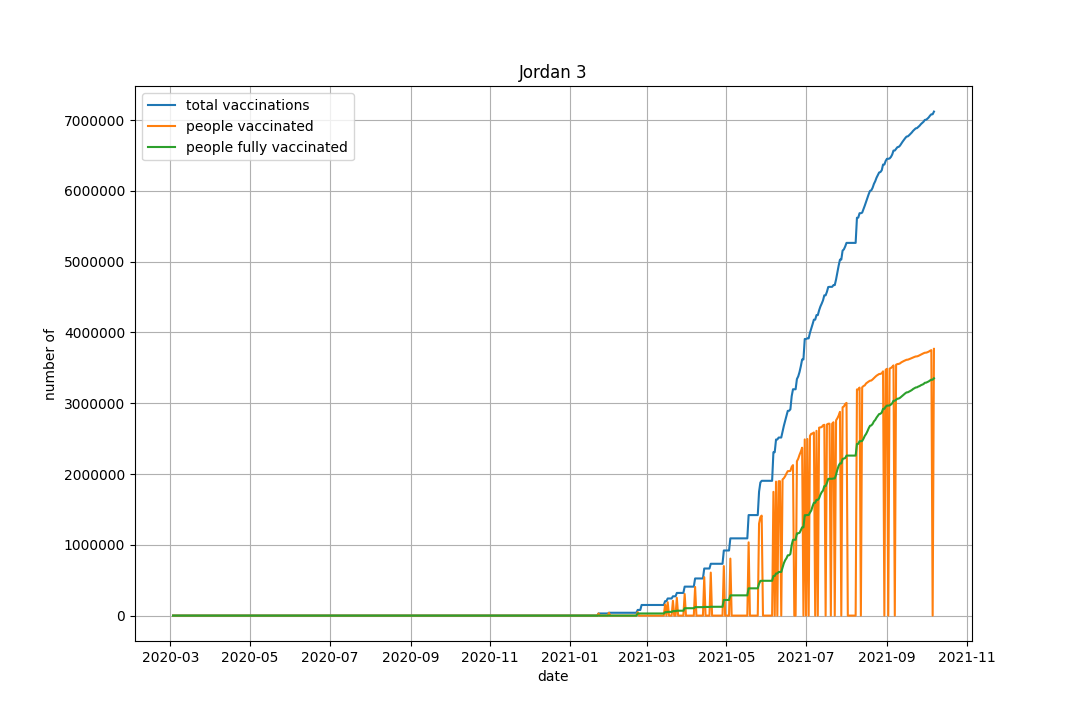 Jordan 3
total vaccinations
people vaccinated
people fully vaccinated
7000000
6000000
5000000
4000000
3000000
2000000
1000000
0
number of
2020-03 2020-05 2020-07 2020-09 2020-11 2021-01 2021-03 2021-05 2021-07 2021-09 2021-11
date